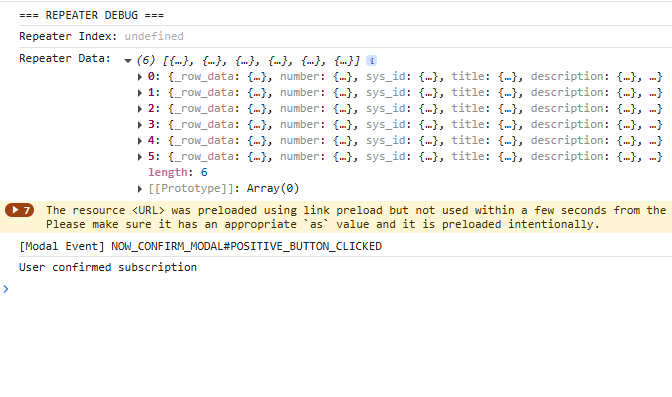 === REPEATER DEBUG ===
Repeater Index: undefined
Repeater Data: (6) [{…}, {…}, {…}, {…}, {…}, {…}] i
0: {_row_data: {…}, number: {…}, sys_id: {…}, title: {…}, description: {…}, …}
1: {_row_data: {…}, number: {…}, sys_id: {…}, title: {…}, description: {…}, …}
2: {_row_data: {…}, number: {…}, sys_id: {…}, title: {…}, description: {…}, …}
3: {_row_data: {…}, number: {…}, sys_id: {…}, title: {…}, description: {…}, …}
4: {_row_data: {…}, number: {…}, sys_id: {…}, title: {…}, description: {…}, …}
5: {_row_data: {…}, number: {…}, sys_id: {…}, title: {…}, description: {…}, …}
length: 6
[[Prototype]]: Array(0)
7 The resource <URL> was preloaded using link preload but not used within a few seconds from the
Please make sure it has an appropriate `as` value and it is preloaded intentionally.
[Modal Event] NOW_CONFIRM_MODAL#POSITIVE_BUTTON_CLICKED
User confirmed subscription